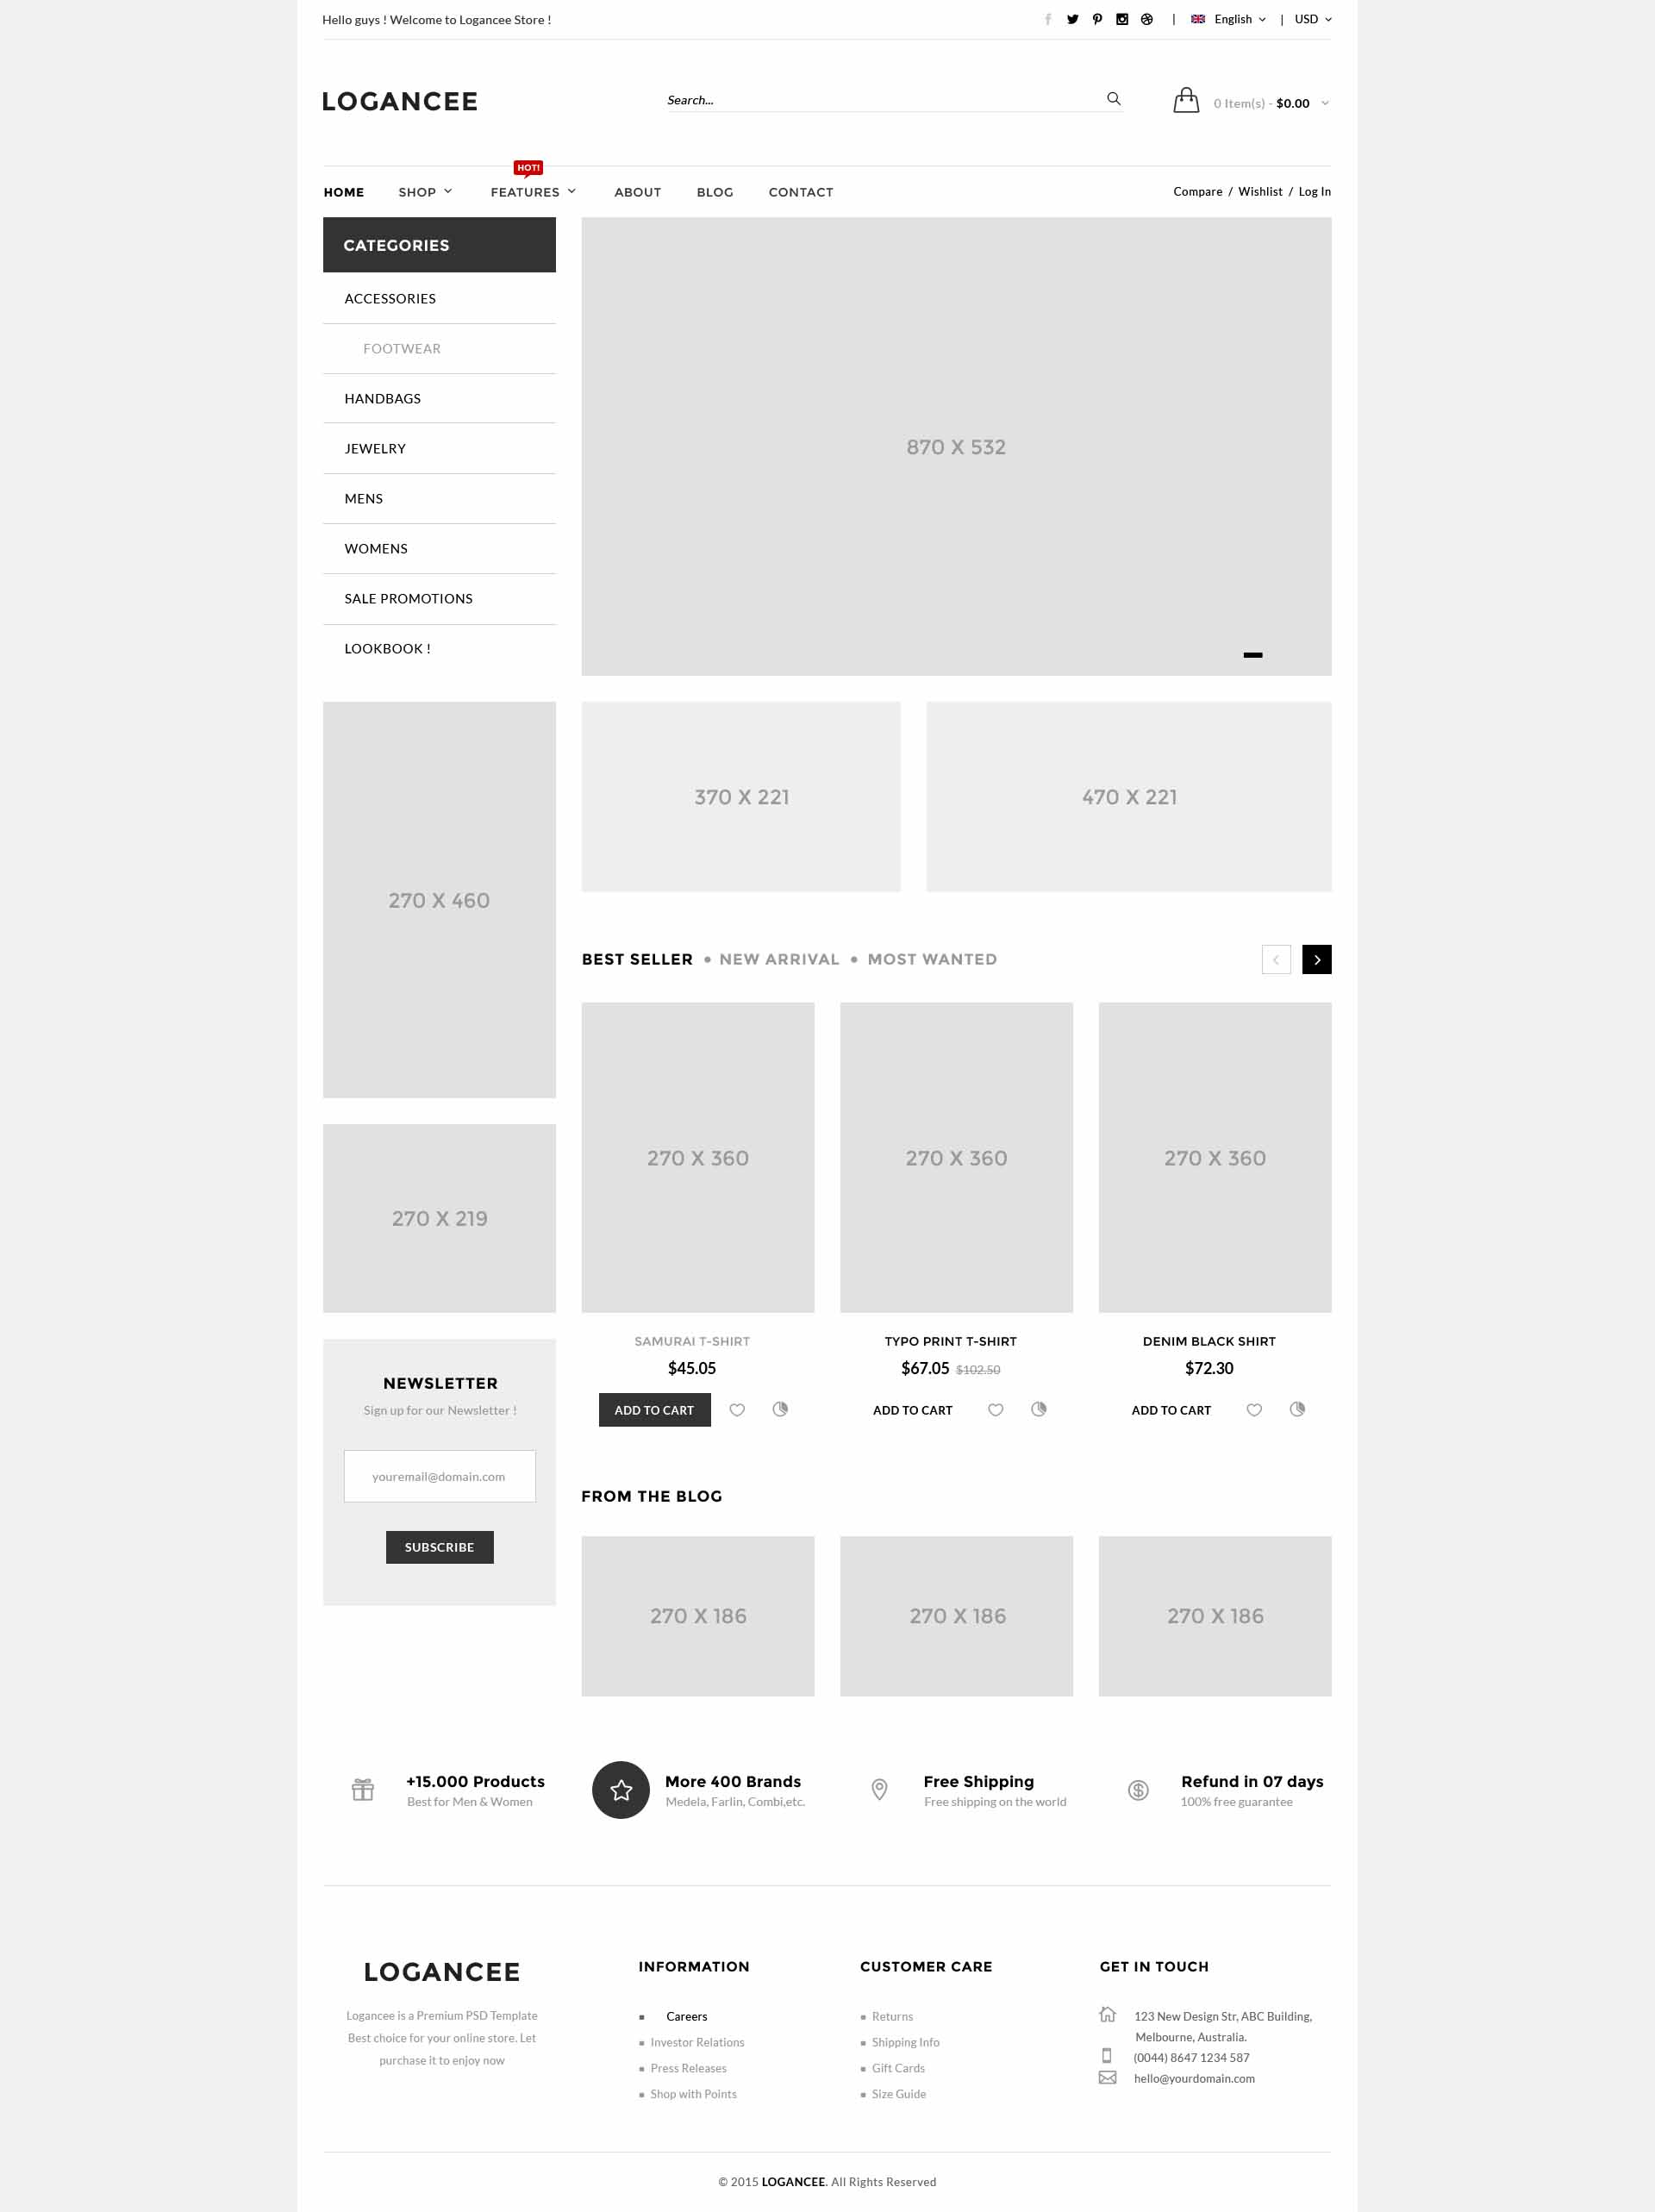 Hello guys ! Welcome to Logancee Store !
English
USD
LOGANCEE
Search...
0 Item(s) - $0.00
HOT!
HOME SHOP FEATURES ABOUT BLOG CONTACT
Compare / Wishlist / Log In
CATEGORIES
ACCESSORIES
FOOTWEAR
HANDBAGS
JEWELRY
MENS
WOMENS
SALE PROMOTIONS
LOOKBOOK !
870 X 532
270 X 460
370 X 221
470 X 221
270 X 219
NEWSLETTER
Sign up for our Newsletter !
youremail@domain.com
SUBSCRIBE
BEST SELLER • NEW ARRIVAL • MOST WANTED
270 X 360
270 X 360
270 X 360
SAMURAI T-SHIRT
$45.05
ADD TO CART
TYPO PRINT T-SHIRT
$67.05 $102.50
ADD TO CART
DENIM BLACK SHIRT
$72.30
ADD TO CART
FROM THE BLOG
270 X 186
270 X 186
270 X 186
+15.000 Products
Best for Men & Women
More 400 Brands
Medela, Farlin, Combi,etc.
Free Shipping
Free shipping on the world
Refund in 07 days
100% free guarantee
LOGANCEE
Logancee is a Premium PSD Template
Best choice for your online store. Let
purchase it to enjoy now
INFORMATION
Careers
Investor Relations
Press Releases
Shop with Points
CUSTOMER CARE
Returns
Shipping Info
Gift Cards
Size Guide
GET IN TOUCH
123 New Design Str, ABC Building,
Melbourne, Australia.
(0044) 8647 1234 587
hello@yourdomain.com
© 2015 LOGANCEE. All Rights Reserved